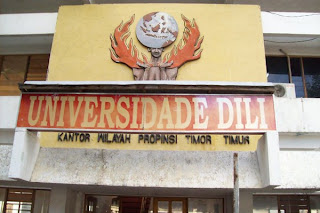 UNIVERSIDADE DILI
KANTOR WILAYAH PROPINSI TIMOR TIMUR